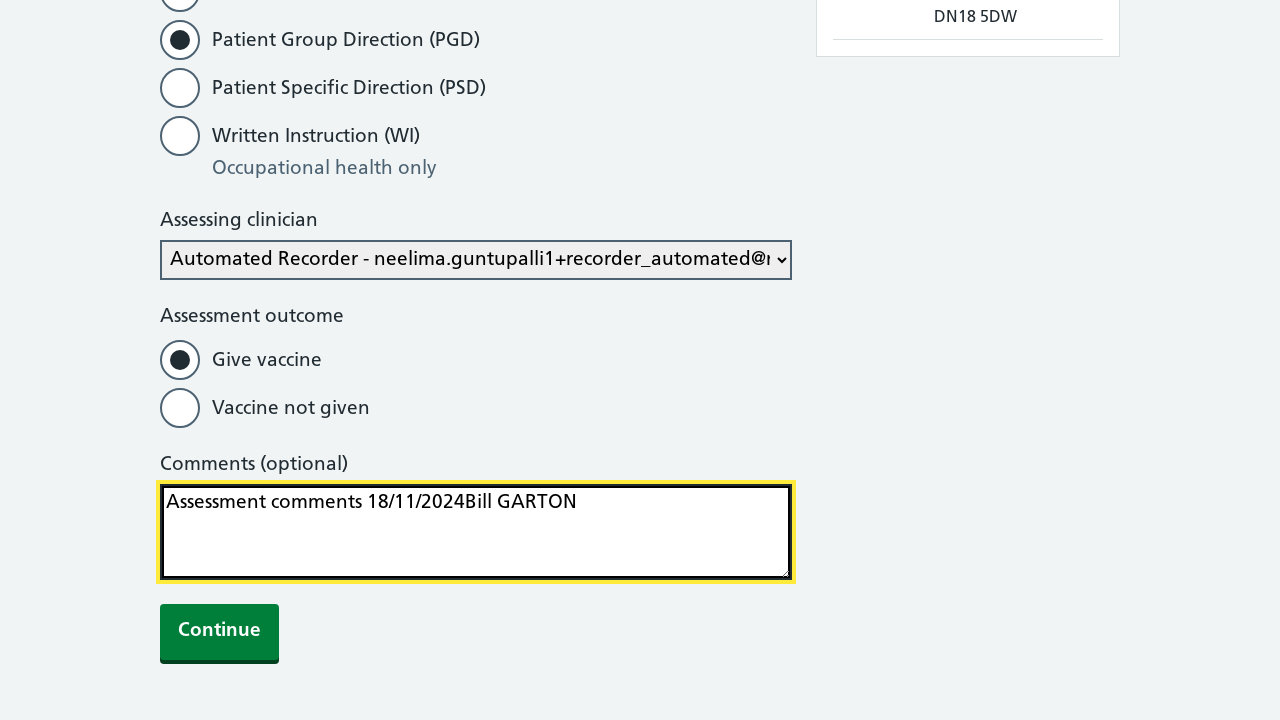 DN18 5DW
Patient Group Direction (PGD)
Patient Specific Direction (PSD)
Written Instruction (WI)
Occupational health only
Assessing clinician
Automated Recorder - neelima.guntupalli1+recorder_automated@
Assessment outcome
Give vaccine
Vaccine not given
Comments (optional)
Assessment comments 18/11/2024Bill GARTON
Continue